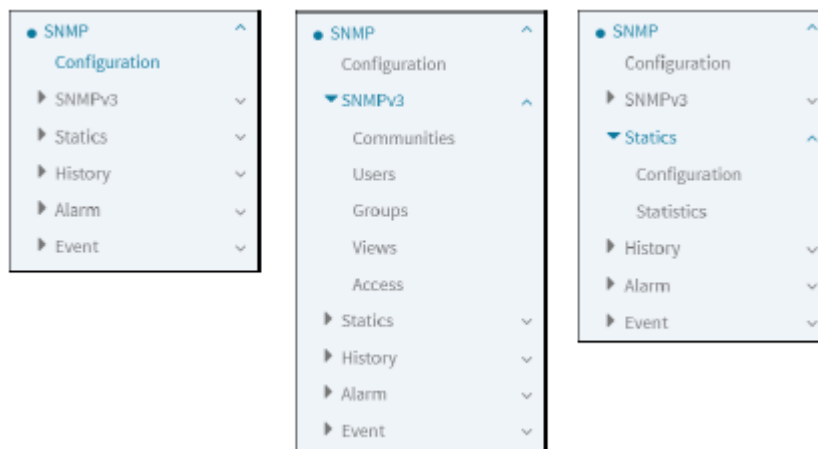 SNMP
Configuration
SNMPv3
Statics
History
Alarm
Event
SNMP
Configuration
SNMPv3
Communities
Users
Groups
Views
Access
Statics
History
Alarm
Event
SNMP
Configuration
SNMPv3
Statics
Configuration
Statistics
History
Alarm
Event